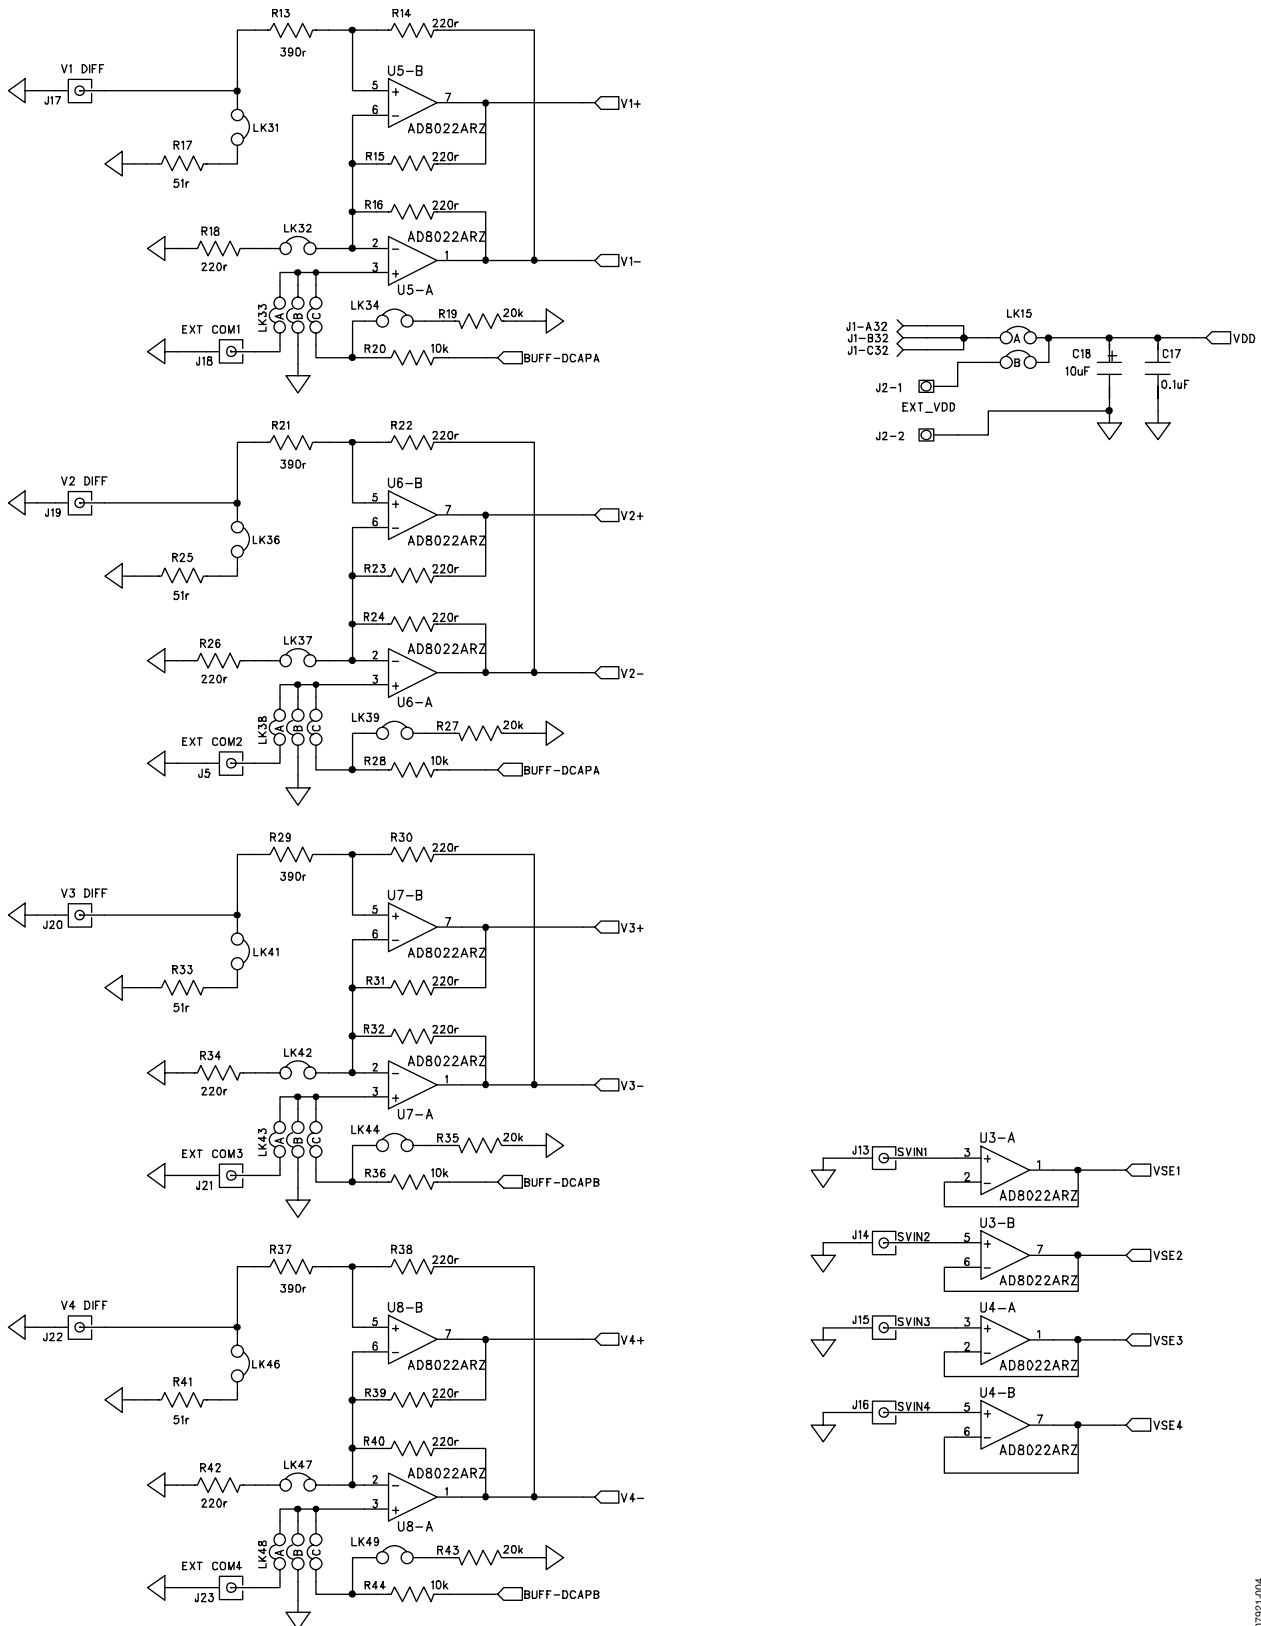 R13
390r
R14
220r
V1 DIFF
J17
LK31
R17
51r
U5-B
5
+
6
−
7
AD8022ARZ
V1+
R15
220r
R16
220r
R18
220r
LK32
AD8022ARZ
2
−
3
+
1
U5-A
V1-
LK33
A
B
C
LK34
R19
20k
EXT COM1
J18
R20
10k
BUFF-DCAPA
R21
390r
R22
220r
V2 DIFF
J19
LK36
R25
51r
U6-B
5
+
6
−
7
AD8022ARZ
V2+
R23
220r
R24
220r
R26
220r
LK37
AD8022ARZ
2
−
3
+
U6-A
V2-
LK38
A
B
C
LK39
R27
20k
EXT COM2
J5
R28
10k
BUFF-DCAPA
R29
390r
R30
220r
V3 DIFF
J20
LK41
R33
51r
U7-B
5
+
6
−
7
AD8022ARZ
V3+
R31
220r
R32
220r
R34
220r
LK42
AD8022ARZ
2
−
3
+
1
U7-A
V3-
LK43
A
B
C
LK44
R35
20k
EXT COM3
J21
R36
10k
BUFF-DCAPB
R37
390r
R38
220r
V4 DIFF
J22
LK46
R41
51r
U8-B
5
+
6
−
7
AD8022ARZ
V4+
R39
220r
R40
220r
R42
220r
LK47
AD8022ARZ
2
−
3
+
1
U8-A
V4-
LK48
A
B
C
LK49
R43
20k
EXT COM4
J23
R44
10k
BUFF-DCAPB
J1-A32
J1-B32
J1-C32
LK15
A
B
J2-1
EXT_VDD
J2-2
C18
+
10uF
C17
0.1uF
VDD
J13
SVIN1
U3-A
3
+
2
−
1
AD8022ARZ
VSE1
J14
SVIN2
U3-B
5
+
6
−
7
AD8022ARZ
VSE2
J15
SVIN3
U4-A
3
+
2
−
1
AD8022ARZ
VSE3
J16
SVIN4
U4-B
5
+
6
−
7
AD8022ARZ
VSE4
07921-004